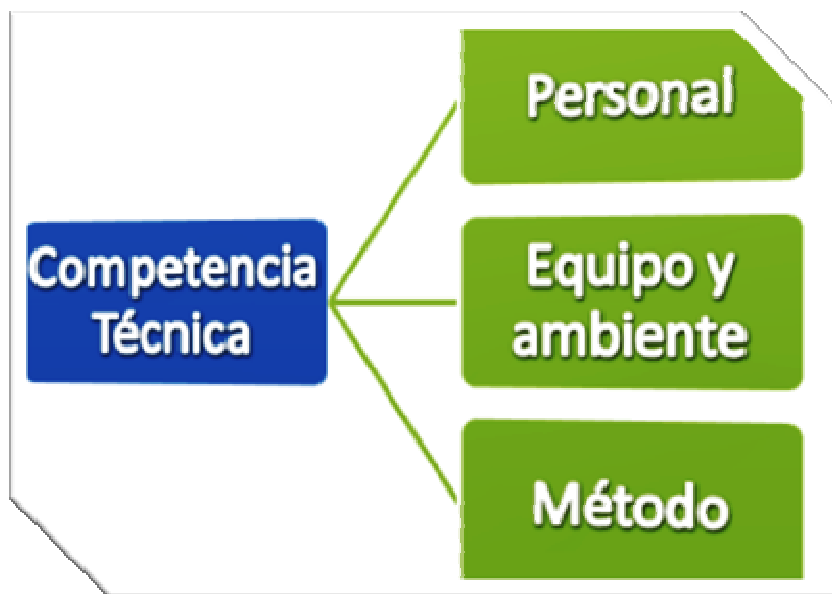 Personal
Competencia
Técnica
Equipo y
ambiente
Método